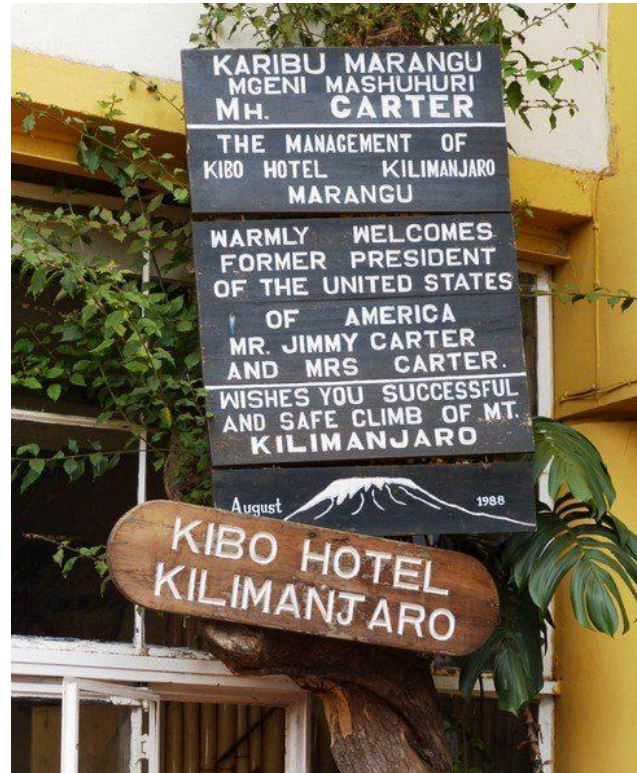 KARIBU MARANGU
MGENI MASHUHURI
MH. CARTER
THE MANAGEMENT OF
KIBO HOTEL KILIMANJARO
MARANGU
WARMLY WELCOMES
FORMER PRESIDENT
OF THE UNITED STATES
OF AMERICA
MR. JIMMY CARTER
AND MRS CARTER.
WISHES YOU SUCCESSFUL
AND SAFE CLIMB OF MT.
KILIMANJARO
August 1988
KIBO HOTEL
KILIMANJARO